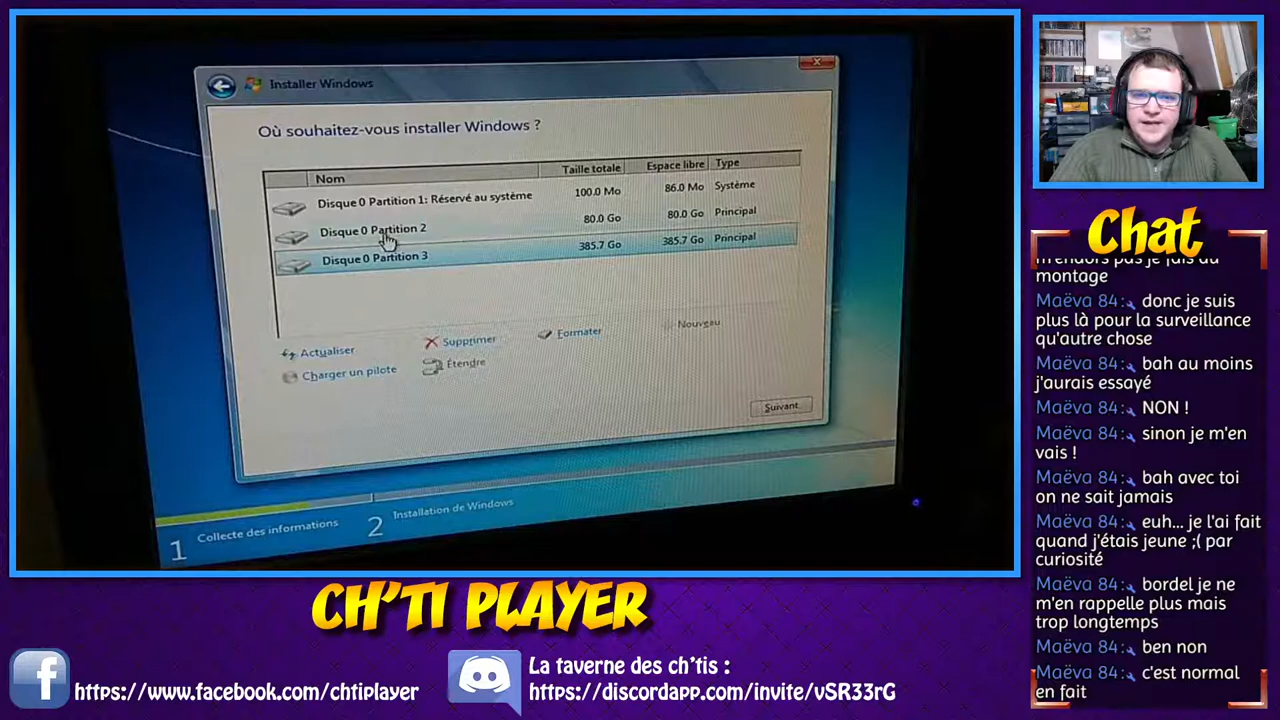 Installer Windows
Où souhaitez-vous installer Windows ?
Nom Taille totale Espace libre Type
Disque 0 Partition 1: Réservé au système 100.0 Mo 86.0 Mo Système
Disque 0 Partition 2 80.0 Go 80.0 Go Principal
Disque 0 Partition 3 385.7 Go 385.7 Go Principal
Actualiser Supprimer Formater Nouveau
Charger un pilote Étendre
Suivant
1 Collecte des informations 2 Installation de Windows
Chat
montage
Maëva 84: donc je suis
plus là pour la surveillance
qu'autre chose
Maëva 84: bah au moins
j'aurais essayé
Maëva 84: NON !
Maëva 84: sinon je m'en
vais !
Maëva 84: bah avec toi
on ne sait jamais
Maëva 84: euh... je l'ai fait
quand j'étais jeune ;( par
curiosité
Maëva 84: bordel je ne
m'en rappelle plus mais
trop longtemps
Maëva 84: ben non
Maëva 84: c'est normal
en fait
CH'TI PLAYER
https://www.facebook.com/chtiplayer
La taverne des ch'tis :
https://discordapp.com/invite/vSR33rG